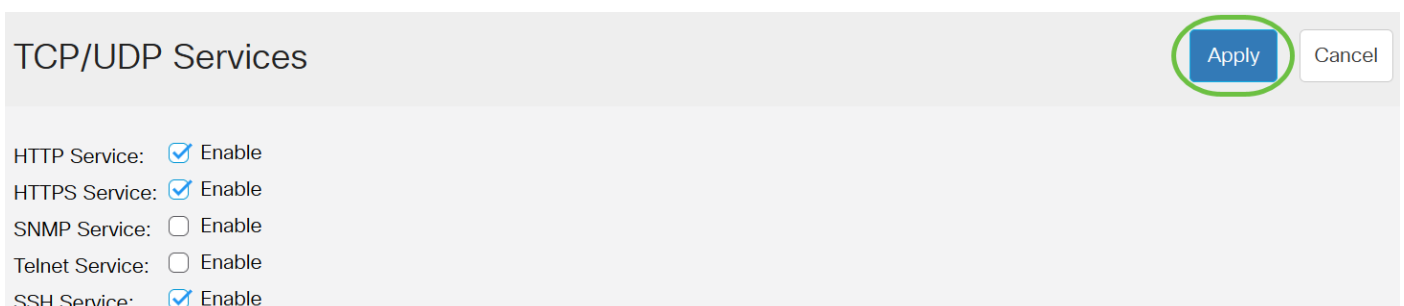 TCP/UDP Services
Apply
Cancel
HTTP Service: Enable
HTTPS Service: Enable
SNMP Service: Enable
Telnet Service: Enable
SSH Service: Enable